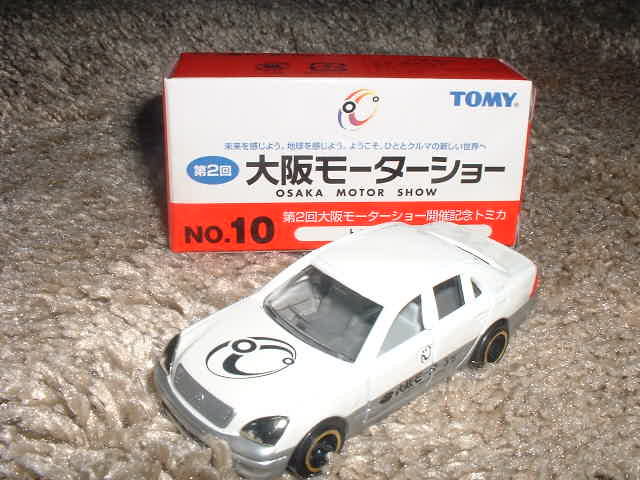 TOMY
未来を感じよう。地球を感じよう。ようこそ、ひととクルマの新しい世界へ
第2回
大阪モーターショー
OSAKA MOTOR SHOW
第2回大阪モーターショー開催記念トミカ
NO.10